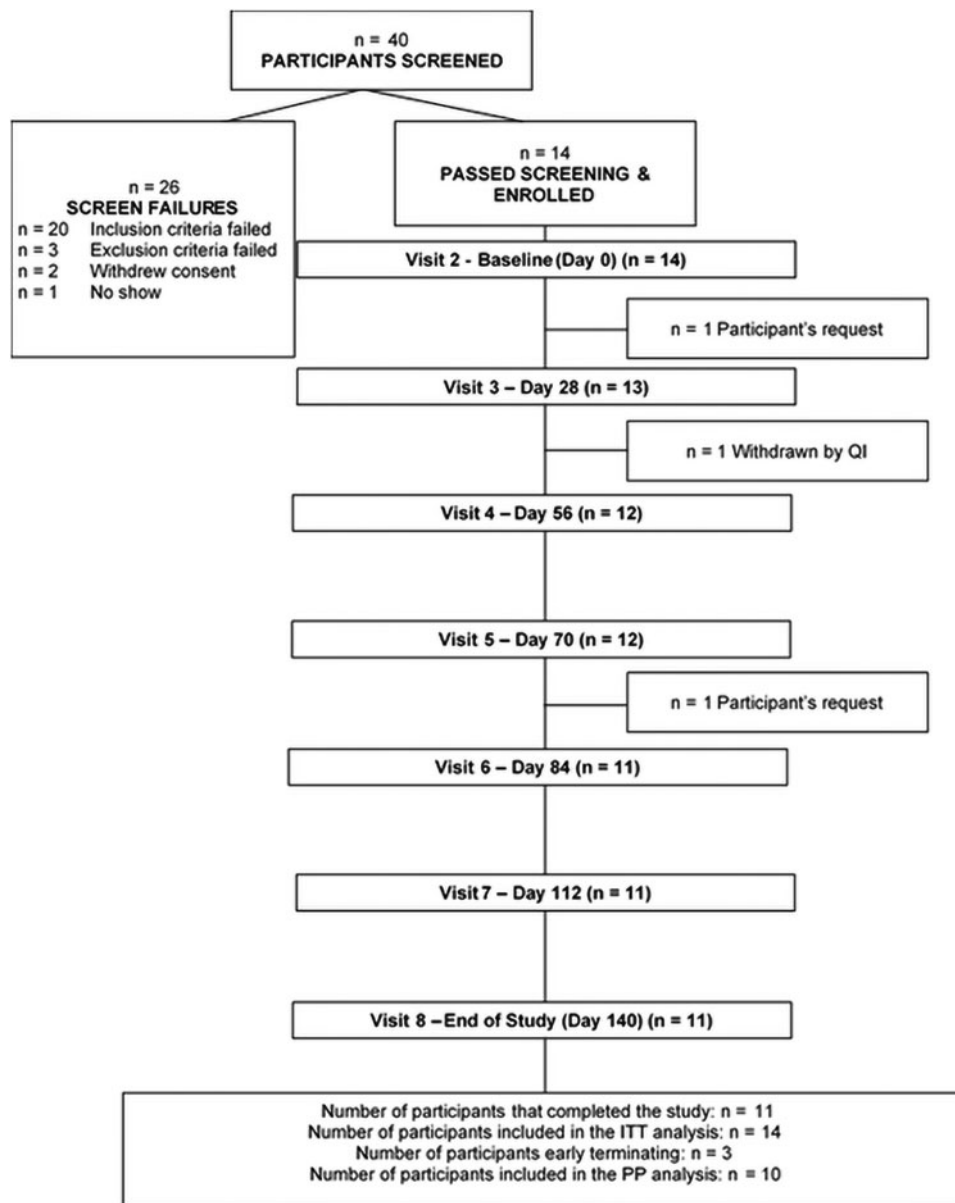 n = 40
PARTICIPANTS SCREENED
n = 26
SCREEN FAILURES
n = 20 Inclusion criteria failed
n = 3 Exclusion criteria failed
n = 2 Withdrew consent
n = 1 No show
n = 14
PASSED SCREENING &
ENROLLED
Visit 2 - Baseline (Day 0) (n = 14)
n = 1 Participant's request
Visit 3 – Day 28 (n = 13)
n = 1 Withdrawn by QI
Visit 4 – Day 56 (n = 12)
Visit 5 – Day 70 (n = 12)
n = 1 Participant's request
Visit 6 – Day 84 (n = 11)
Visit 7 – Day 112 (n = 11)
Visit 8 – End of Study (Day 140) (n = 11)
Number of participants that completed the study: n = 11
Number of participants included in the ITT analysis: n = 14
Number of participants early terminating: n = 3
Number of participants included in the PP analysis: n = 10